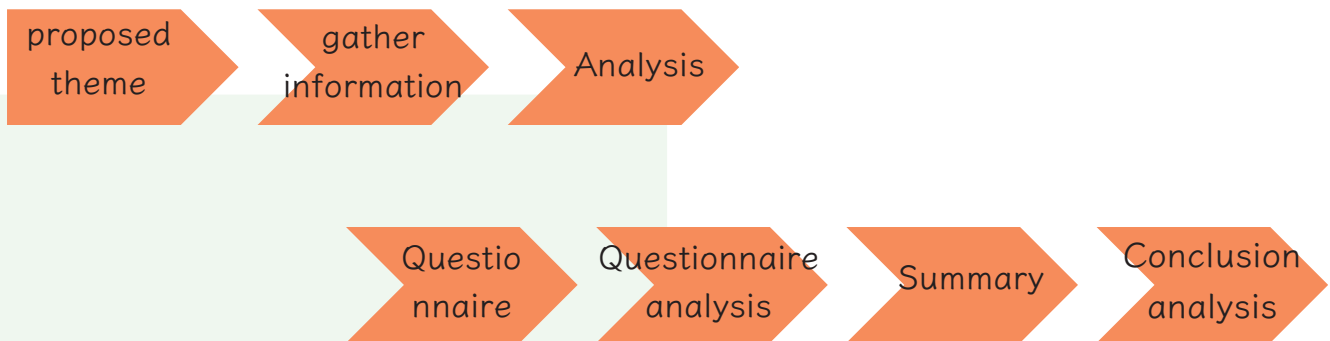 proposed
theme
gather
information
Analysis
Questio
nnaire
Questionnaire
analysis
Summary
Conclusion
analysis